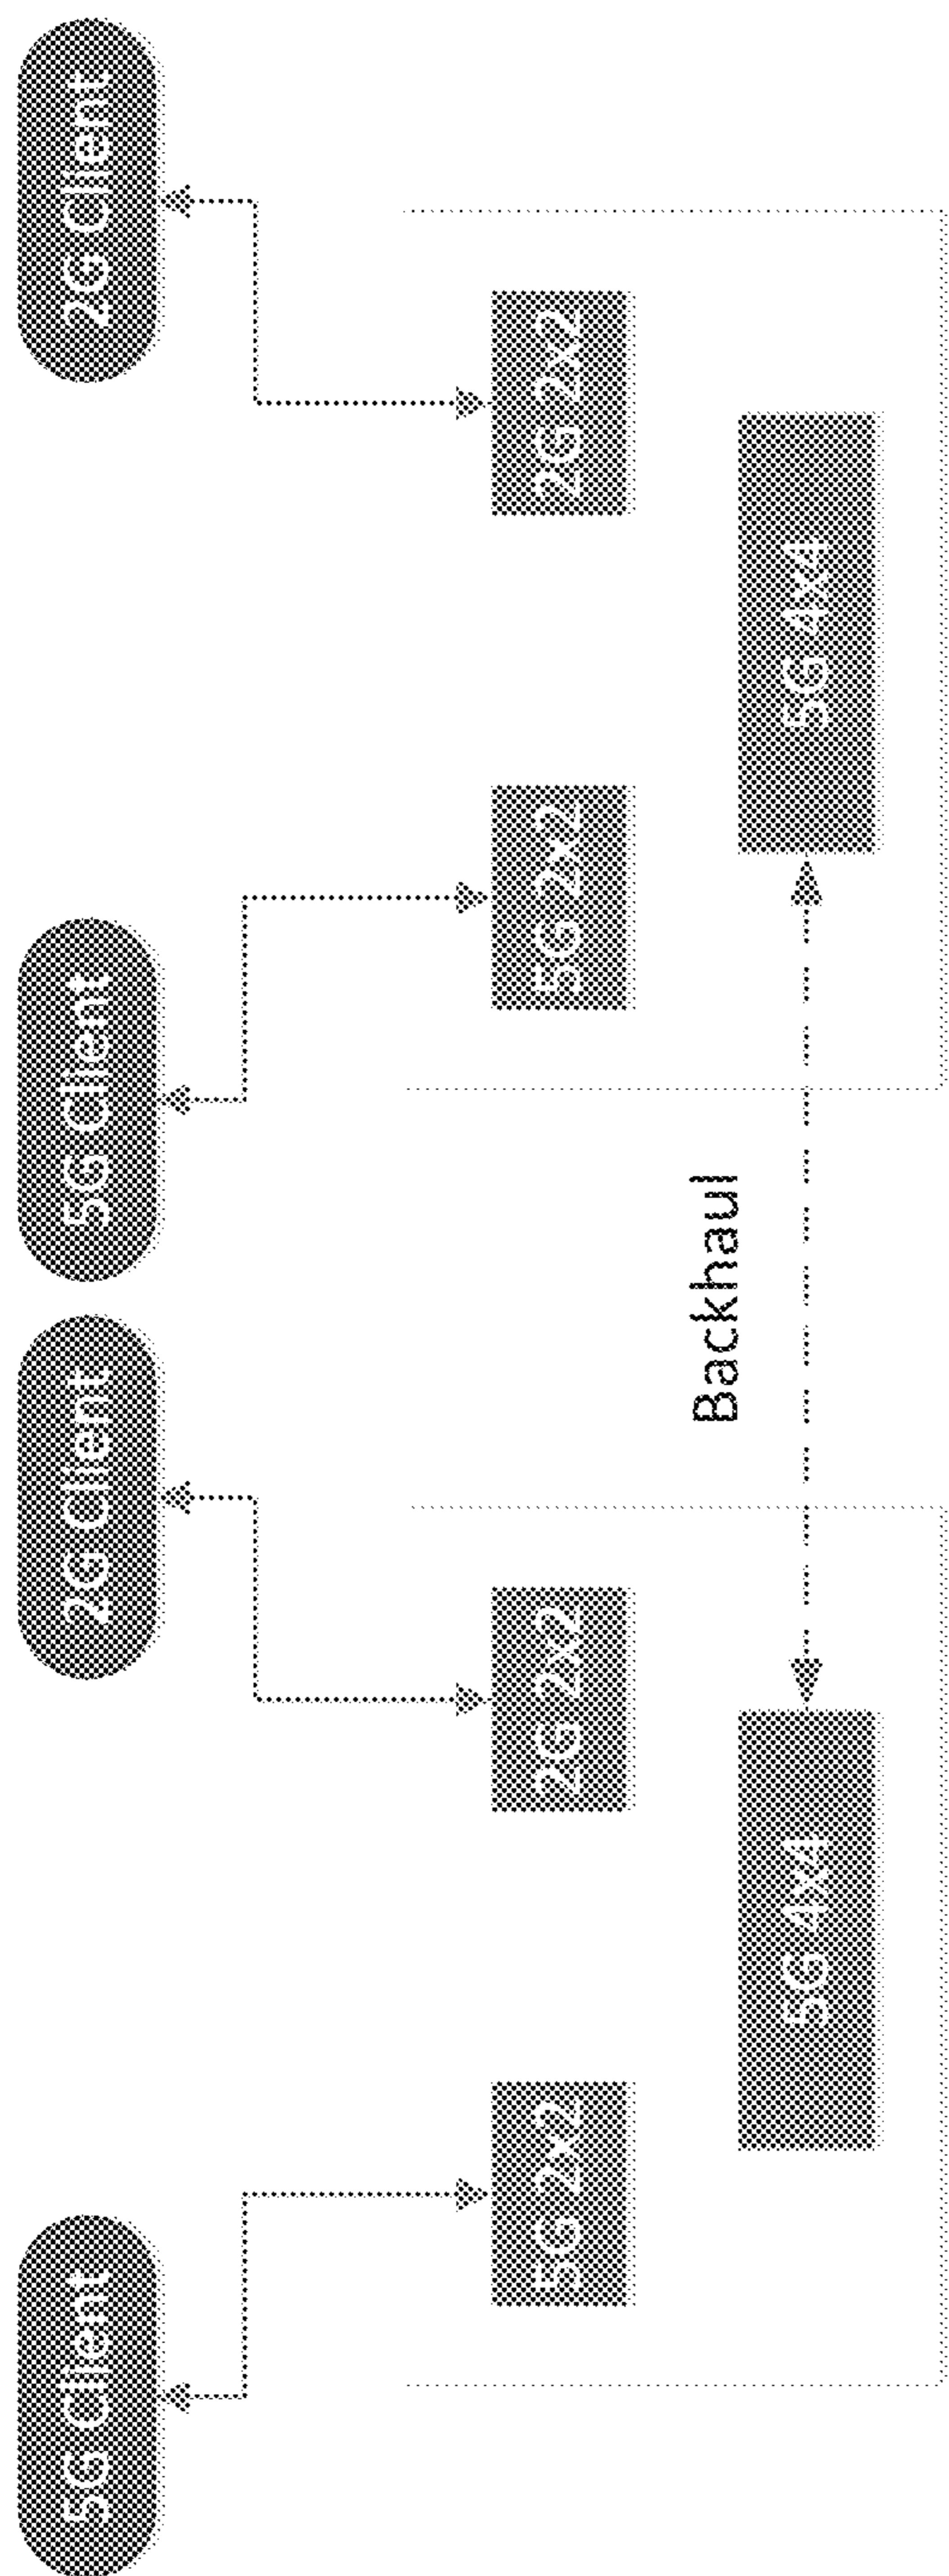 5G Client
2G Client
5G Client
2G Client
5G 2x2
2G 2x2
5G 2x2
2G 2x2
Backhaul
5G 4x4
5G 4x4